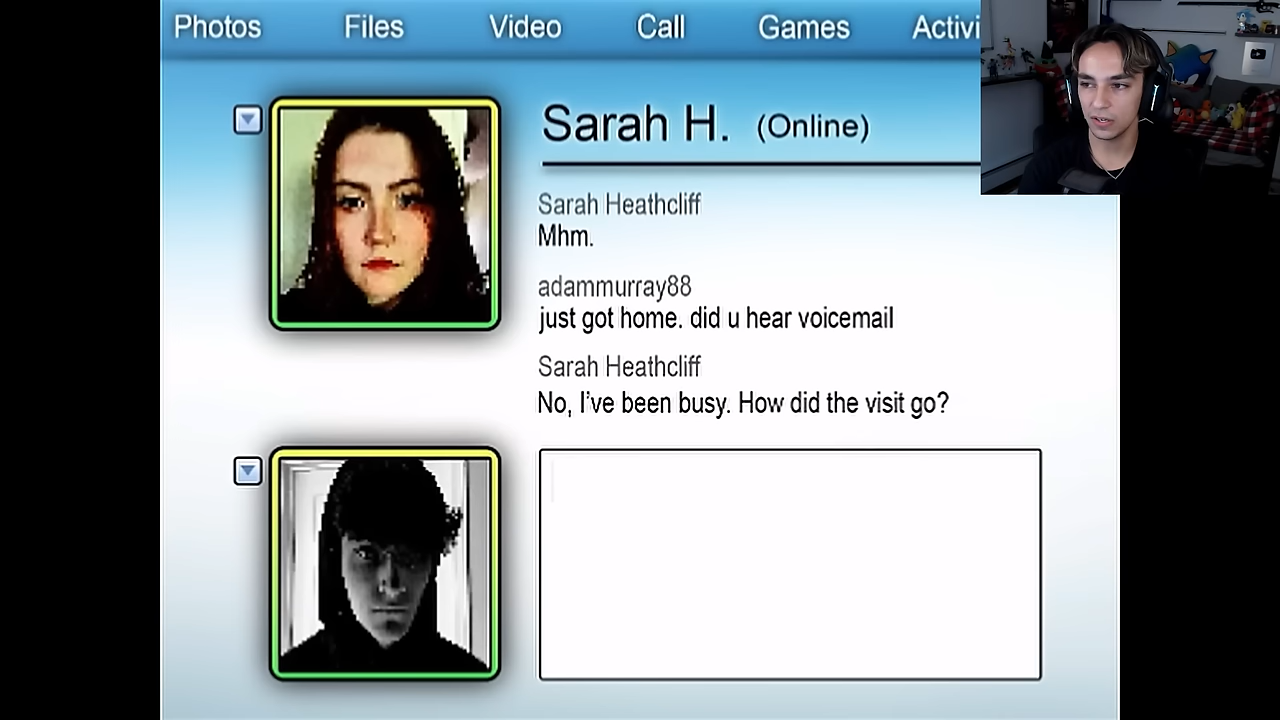 Photos Files Video Call Games Activi
Sarah H. (Online)
Sarah Heathcliff
Mhm.
adammurray88
just got home. did u hear voicemail
Sarah Heathcliff
No, I've been busy. How did the visit go?